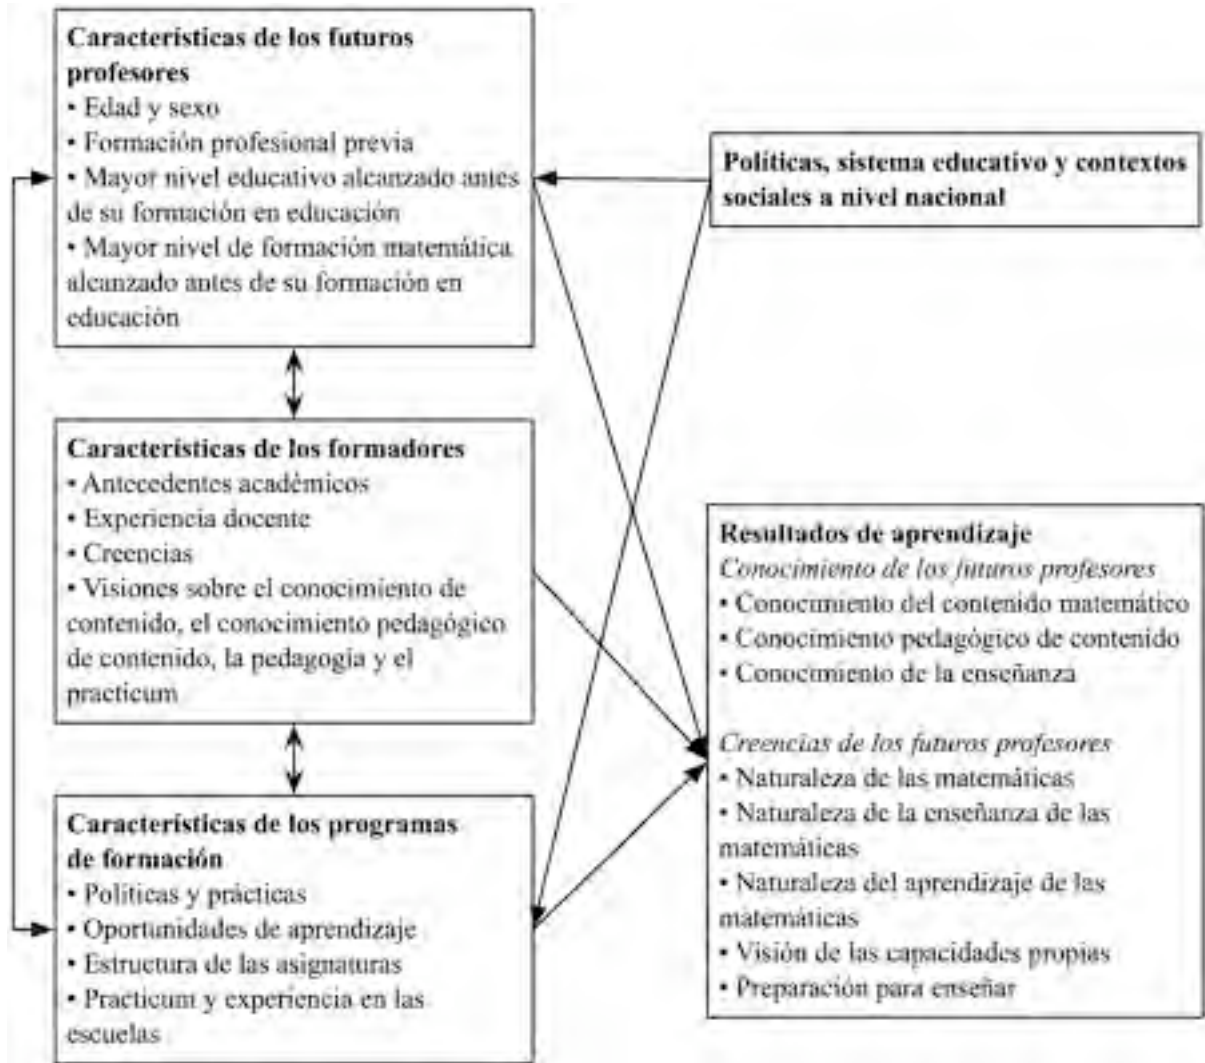 Características de los futuros
profesores
• Edad y sexo
• Formación profesional previa
• Mayor nivel educativo alcanzado antes
de su formación en educación
• Mayor nivel de formación matemática
alcanzado antes de su formación en
educación
Políticas, sistema educativo y contextos
sociales a nivel nacional
Características de los formadores
• Antecedentes académicos
• Experiencia docente
• Creencias
• Visiones sobre el conocimiento de
contenido, el conocimiento pedagógico
de contenido, la pedagogía y el
practicum
Características de los programas
de formación
• Políticas y prácticas
• Oportunidades de aprendizaje
• Estructura de las asignaturas
• Practicum y experiencia en las
escuelas
Resultados de aprendizaje
Conocimiento de los futuros profesores
• Conocimiento del contenido matemático
• Conocimiento pedagógico de contenido
• Conocimiento de la enseñanza
Creencias de los futuros profesores
• Naturaleza de las matemáticas
• Naturaleza de la enseñanza de las
matemáticas
• Naturaleza del aprendizaje de las
matemáticas
• Visión de las capacidades propias
• Preparación para enseñar